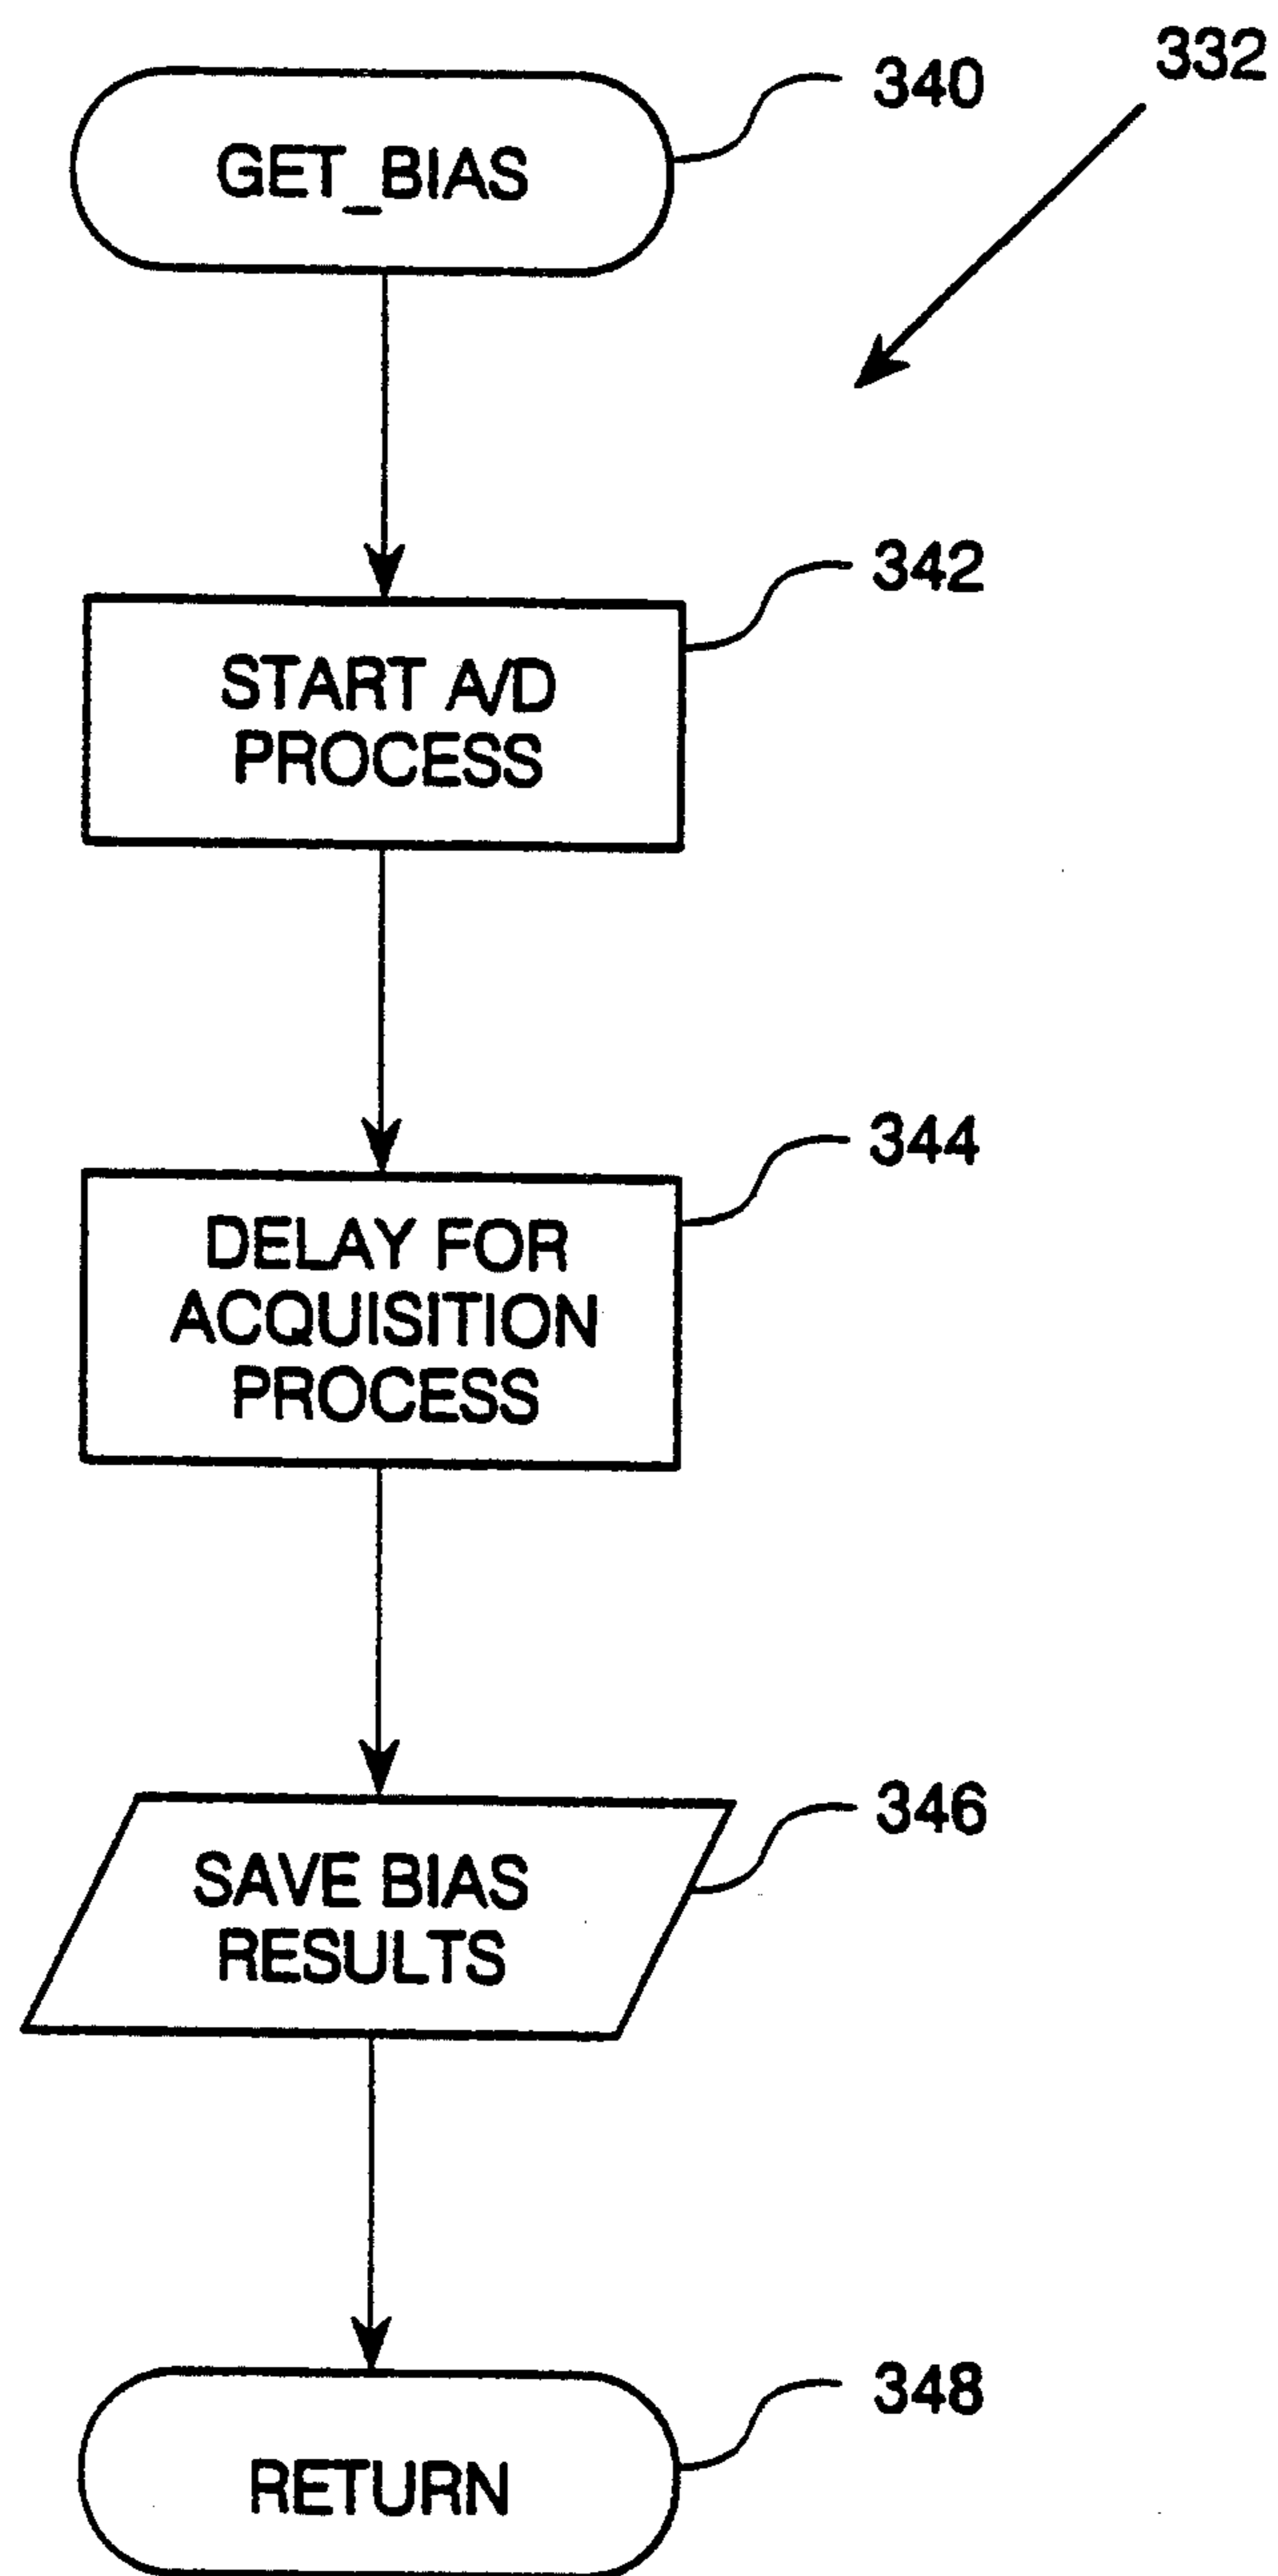 332
340
GET_BIAS
342
START A/D
PROCESS
344
DELAY FOR
ACQUISITION
PROCESS
346
SAVE BIAS
RESULTS
348
RETURN